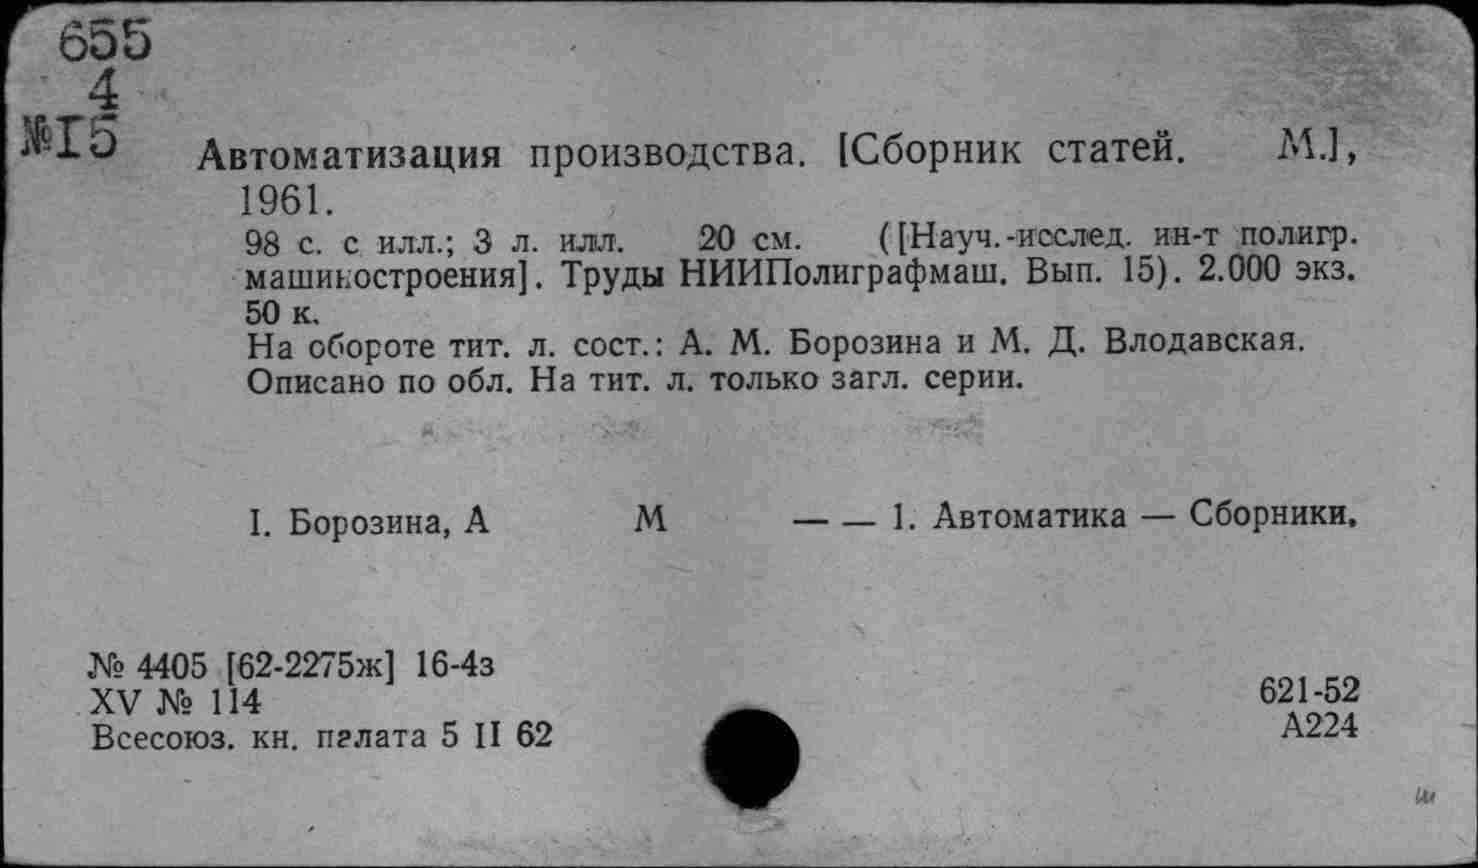 655
4
№I5
Автоматизация производства. [Сборник статей. М.],
1961.
98 с. с илл.; 3 л. илл. 20 см. ([Науч.-исслед. ин-т полигр.
машиностроения]. Труды НИИПолиграфмаш. Вып. 15). 2.000 экз.
50 к.
На обороте тит. л. сост.: А. М. Борозина и М. Д. Влодавская.
Описано по обл. На тит. л. только загл. серии.
I. Борозина, А М — — 1. Автоматика — Сборники.
№ 4405 [62-2275ж] 16-4з
XV № 114
Всесоюз. кн. палата 5 II 62
621-52
А224